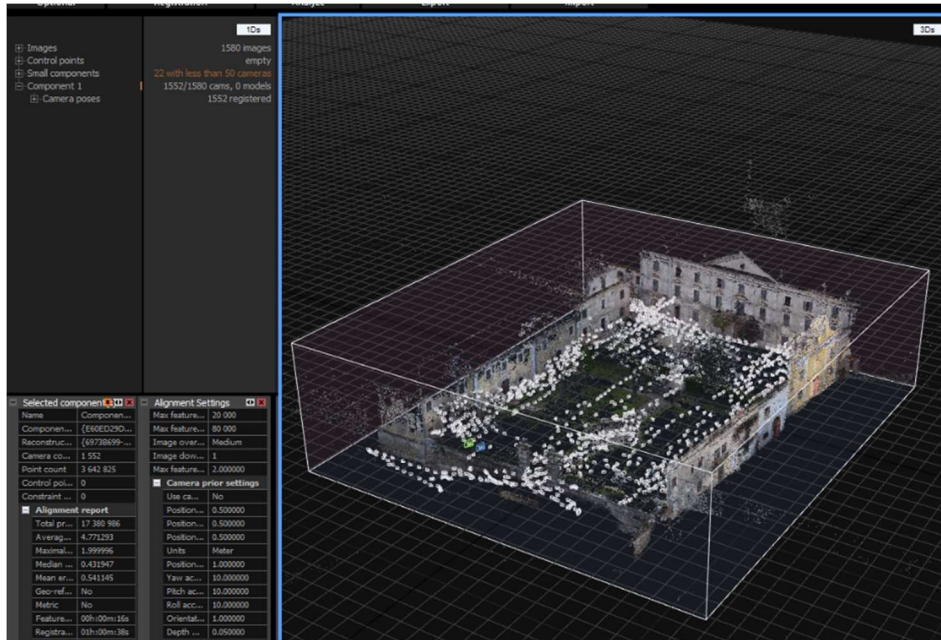 1Ds
3Ds
Images 1580 images
Control points empty
Small components 22 with less than 50 cameras
Component 1 1552/1580 cams, 0 models
Camera poses 1552 registered
Selected component
Name Componen...
Componen... {E60ED29D...
Reconstruc... {6973B699-...
Camera co... 1 552
Point count 3 642 825
Control poi... 0
Constraint ... 0
Alignment report
Total pr... 17 380 986
Averag... 4.771293
Maximal... 1.999996
Median ... 0.431947
Mean er... 0.541145
Geo-ref... No
Metric No
Feature... 00h:00m:16s
Registra... 01h:00m:38s
Alignment Settings
Max feature... 20 000
Max feature... 80 000
Image over... Medium
Image dow... 1
Max feature... 2.000000
Camera prior settings
Use ca... No
Position... 0.500000
Position... 0.500000
Position... 0.500000
Units Meter
Position... 1.000000
Yaw ac... 10.000000
Pitch ac... 10.000000
Roll acc... 10.000000
Orientat... 1.000000
Depth ... 0.050000